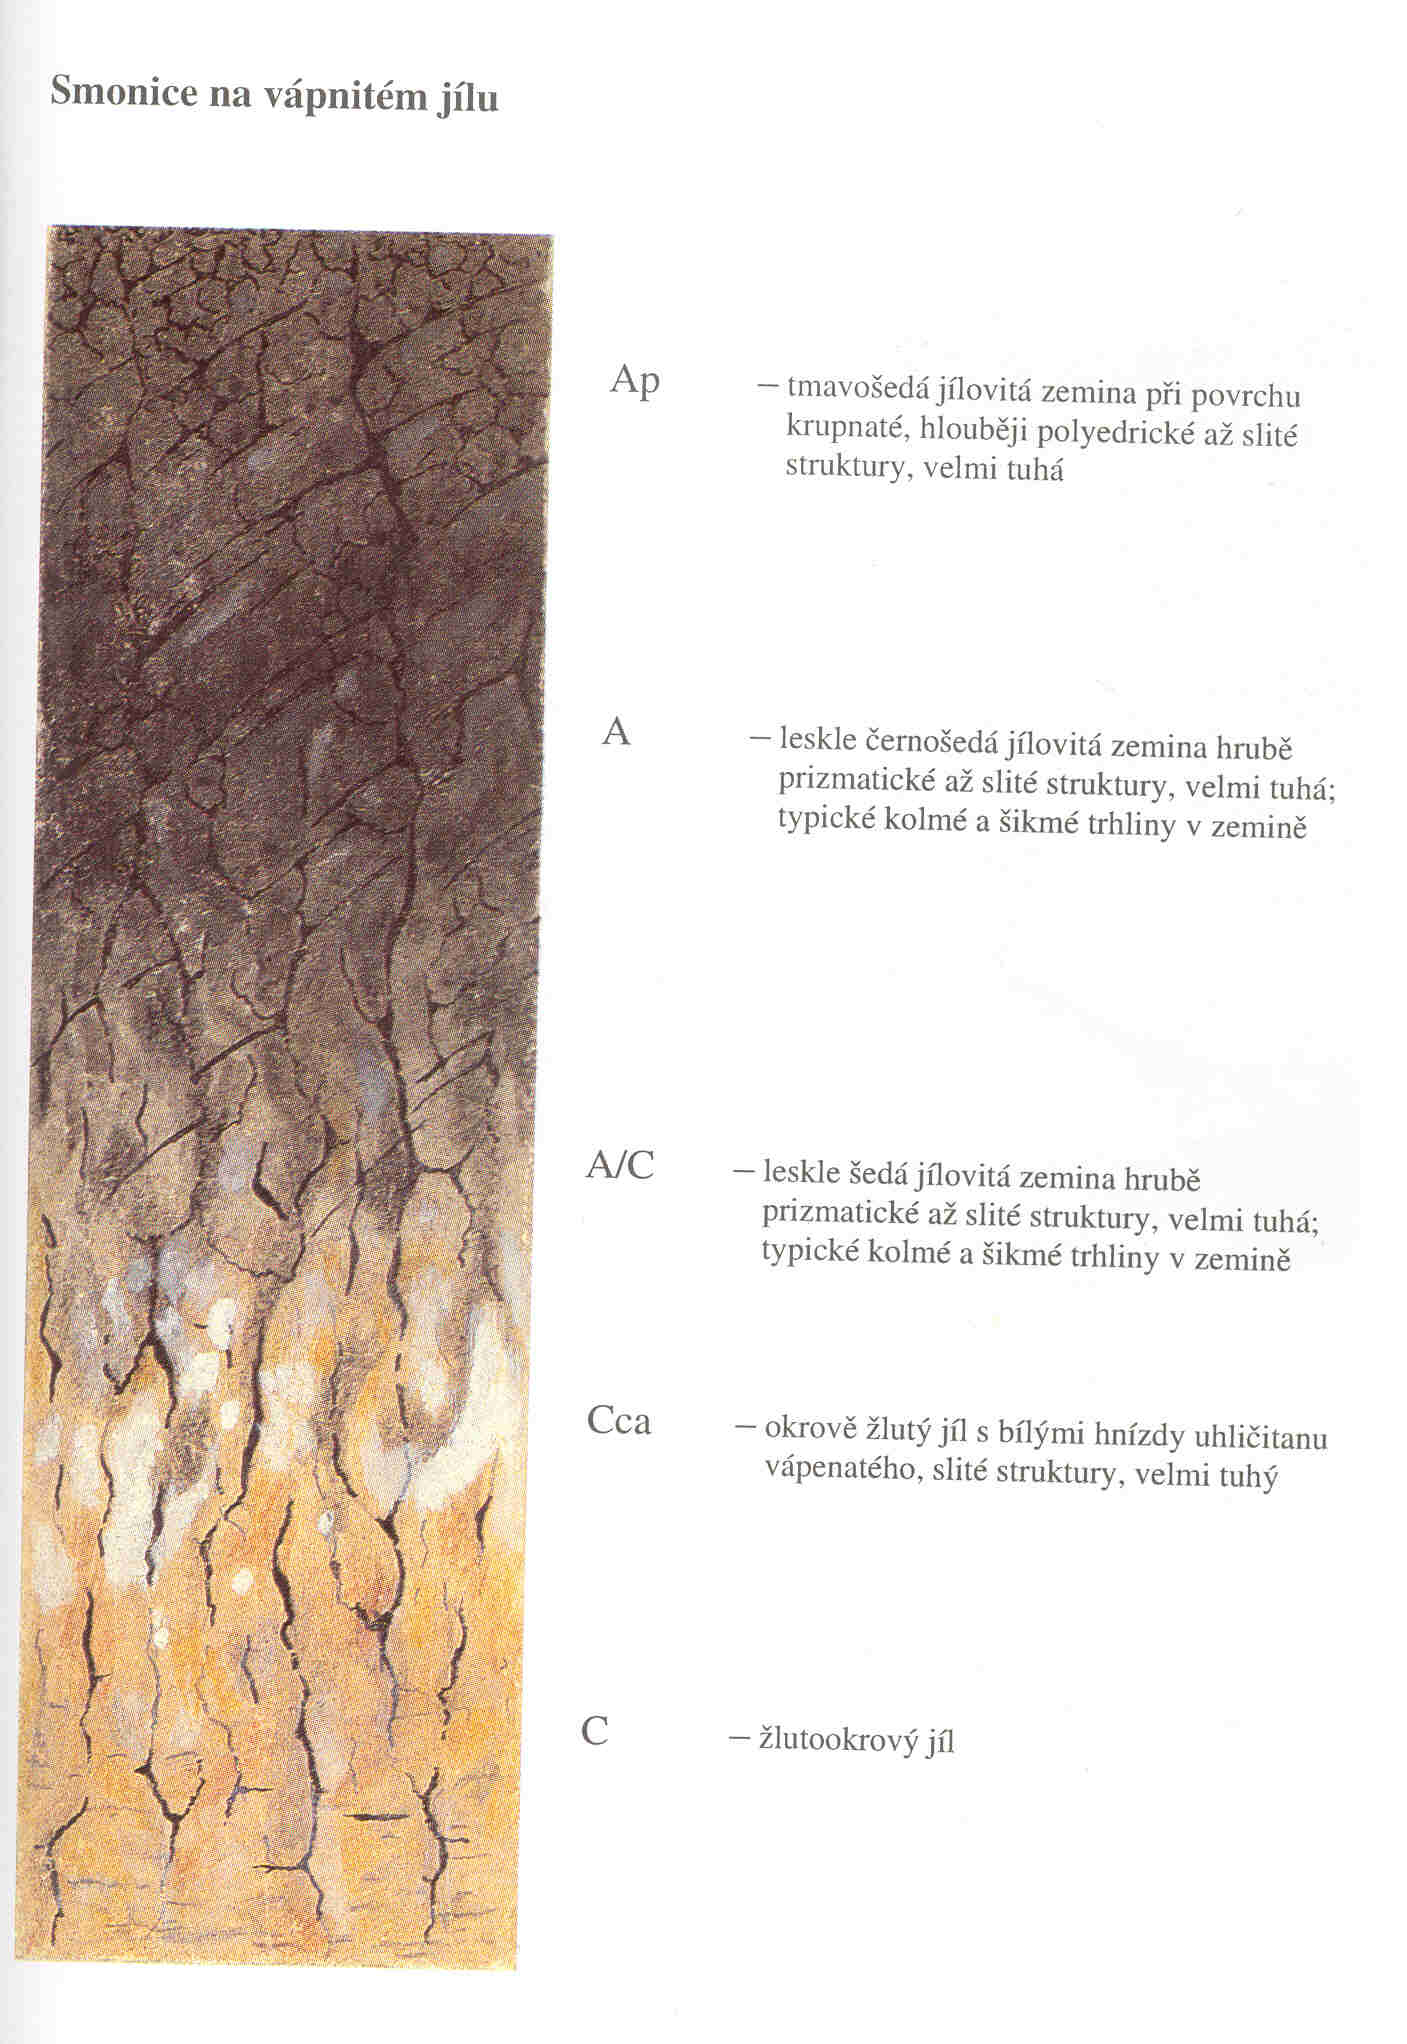 Smonice na vápnitém jílu
Ap – tmavošedá jílovitá zemina při povrchu
krupnaté, hlouběji polyedrické až slité
struktury, velmi tuhá
A – leskle černošedá jílovitá zemina hrubě
prizmatické až slité struktury, velmi tuhá;
typické kolmé a šikmé trhliny v zemině
A/C – leskle šedá jílovitá zemina hrubě
prizmatické až slité struktury, velmi tuhá;
typické kolmé a šikmé trhliny v zemině
Cca – okrově žlutý jíl s bílými hnízdy uhličitanu
vápenatého, slité struktury, velmi tuhý
C – žlutookrový jíl